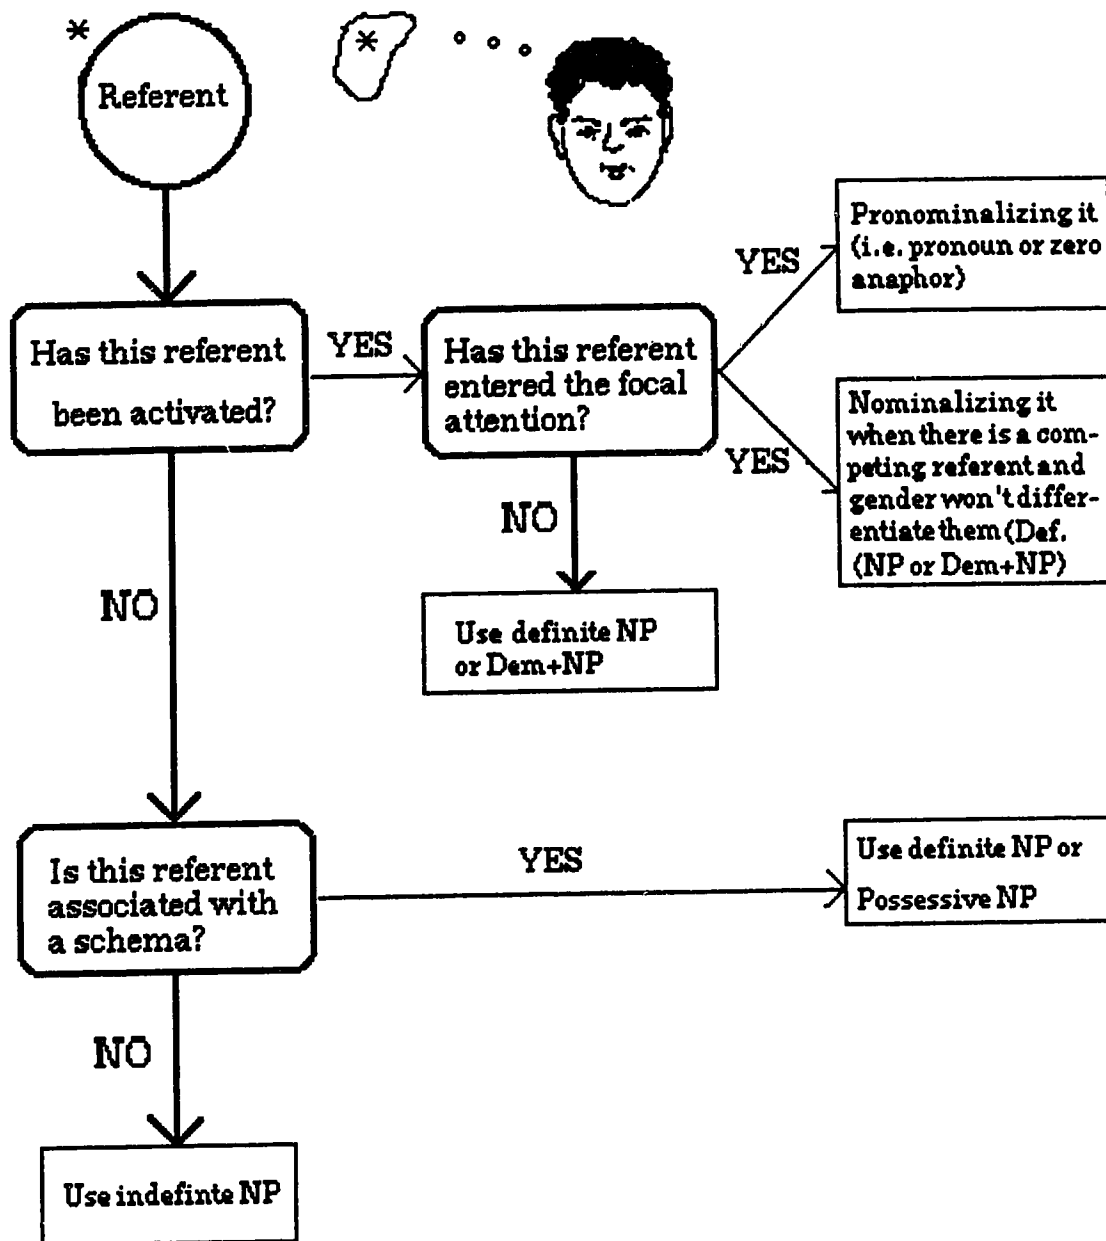 *
Referent
*
Has this referent
been activated?
YES
Has this referent
entered the focal
attention?
YES
Pronominalizing it
(i.e. pronoun or zero
anaphor)
YES
Nominalizing it
when there is a com-
peting referent and
gender won't differ-
entiate them (Def.
(NP or Dem+NP)
NO
Use definite NP
or Dem+NP
NO
Is this referent
associated with
a schema?
YES
Use definite NP or
Possessive NP
NO
Use indefinte NP